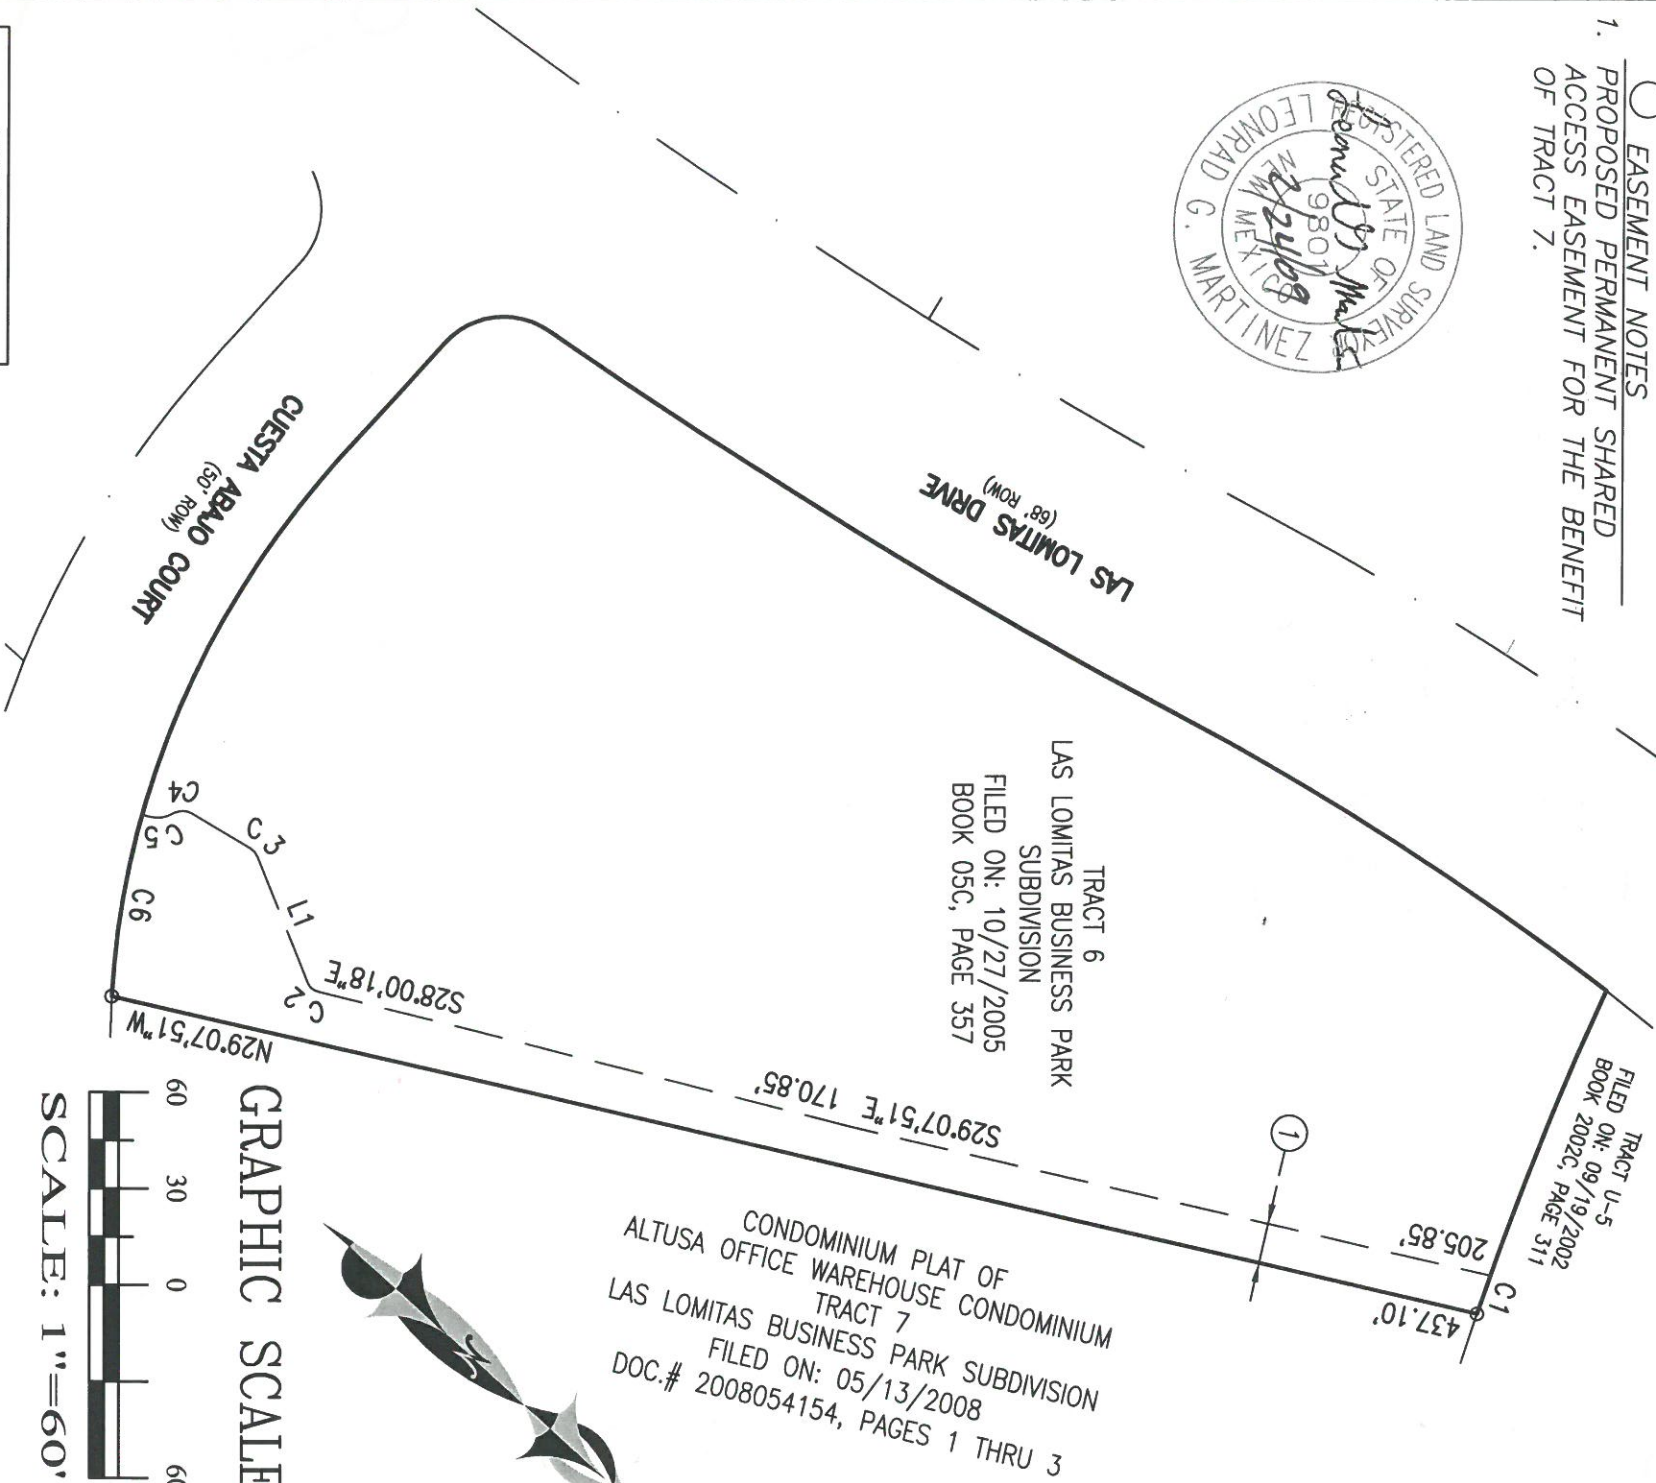 EASEMENT NOTES
1. PROPOSED PERMANENT SHARED
ACCESS EASEMENT FOR THE BENEFIT
OF TRACT 7.
REGISTERED LAND SURVEYOR
LEONRAD G. MARTINEZ
STATE OF
NEW MEXICO
9801
2/24/09
LAS LOMITAS DRIVE
(68' ROW)
CUESTA ABAJO COURT
(50' ROW)
TRACT 6
LAS LOMITAS BUSINESS PARK
SUBDIVISION
FILED ON: 10/27/2005
BOOK 05C, PAGE 357
TRACT U-5
FILED ON: 09/19/2002
BOOK 2002C, PAGE 311
C1
437.10'
205.85'
1
S29°07'51"E 170.85'
S28°00'18"E
N29°07'51"W
C2
L1
C3
C4
C5
C6
CONDOMINIUM PLAT OF
ALTUSA OFFICE WAREHOUSE CONDOMINIUM
TRACT 7
LAS LOMITAS BUSINESS PARK SUBDIVISION
FILED ON: 05/13/2008
DOC.# 2008054154, PAGES 1 THRU 3
N
GRAPHIC SCALE
60 30 0 60
SCALE: 1"=60'